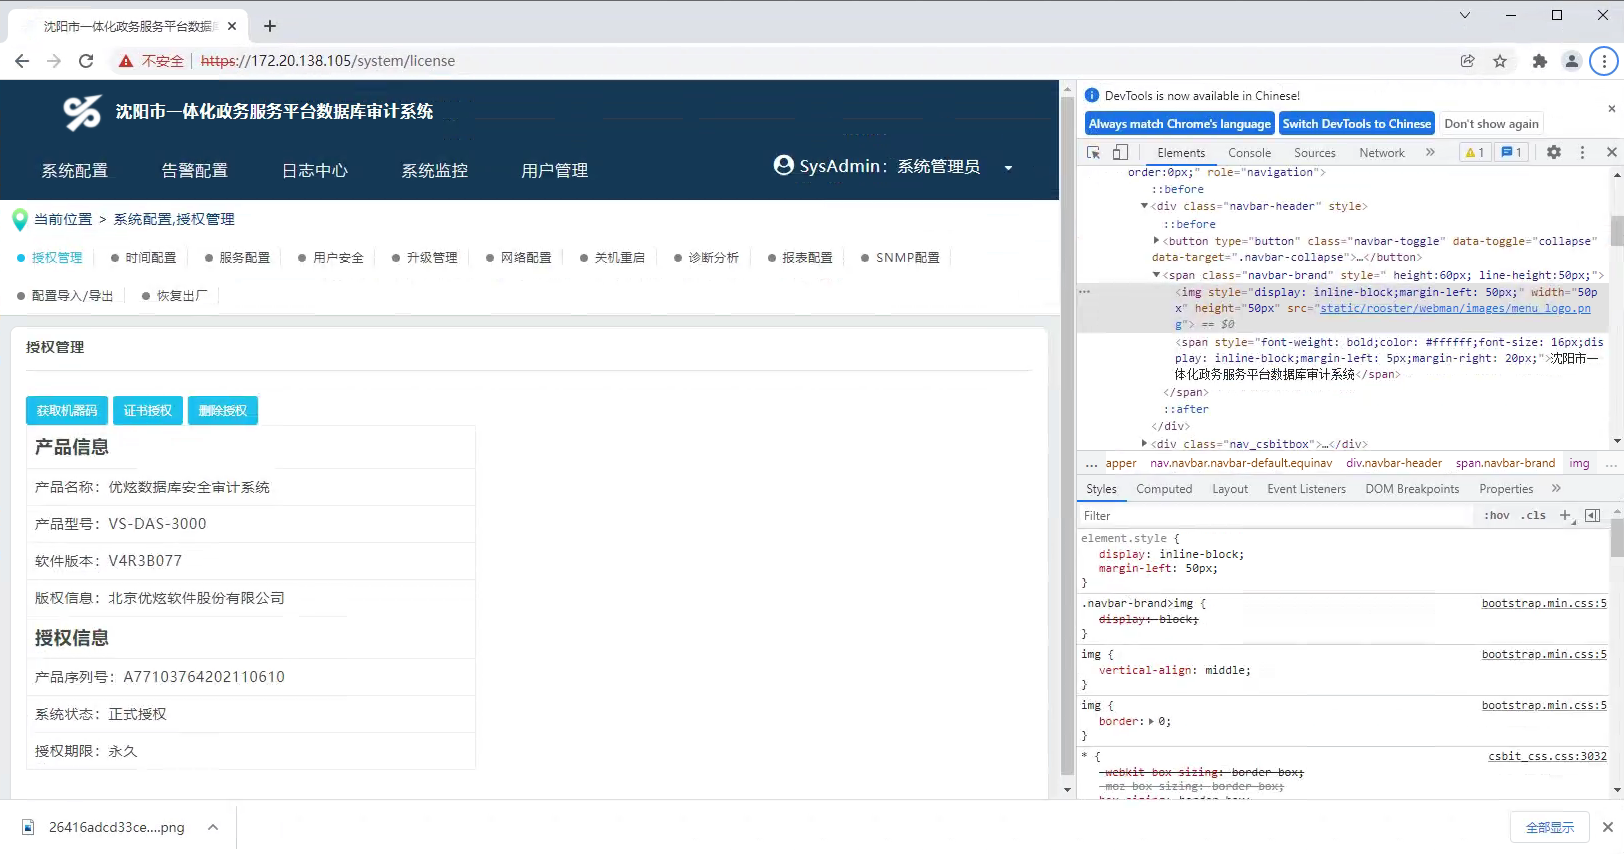 沈阳市一体化政务服务平台数据
不安全 https://172.20.138.105/system/license
沈阳市一体化政务服务平台数据库审计系统
系统配置 告警配置 日志中心 系统监控 用户管理 SysAdmin：系统管理员
当前位置 > 系统配置,授权管理
授权管理 时间配置 服务配置 用户安全 升级管理 网络配置 关机重启 诊断分析 报表配置 SNMP配置
配置导入/导出 恢复出厂
授权管理
获取机器码 证书授权 删除授权
产品信息
产品名称：优炫数据库安全审计系统
产品型号：VS-DAS-3000
软件版本：V4R3B077
版权信息：北京优炫软件股份有限公司
授权信息
产品序列号：A77103764202110610
系统状态：正式授权
授权期限：永久
DevTools is now available in Chinese!
Always match Chrome's language Switch DevTools to Chinese Don't show again
Elements Console Sources Network » 1 1
order:0px;" role="navigation">
::before
<div class="navbar-header" style>
::before
<button type="button" class="navbar-toggle" data-toggle="collapse"
data-target=".navbar-collapse">…</button>
<span class="navbar-brand" style=" height:60px; line-height:50px;">
<img style="display: inline-block;margin-left: 50px;" width="50p
x" height="50px" src="static/rooster/webman/images/menu_logo.pn
g"> == $0
<span style="font-weight: bold;color: #ffffff;font-size: 16px;dis
play: inline-block;margin-left: 5px;margin-right: 20px;">沈阳市一
体化政务服务平台数据库审计系统</span>
</span>
::after
</div>
<div class="nav_csbitbox">…</div>
... apper nav.navbar.navbar-default.equinav div.navbar-header span.navbar-brand img ...
Styles Computed Layout Event Listeners DOM Breakpoints Properties »
Filter :hov .cls +
element.style {
display: inline-block;
margin-left: 50px;
}
.navbar-brand>img { bootstrap.min.css:5
display: block;
}
img { bootstrap.min.css:5
vertical-align: middle;
}
img { bootstrap.min.css:5
border: 0;
}
* { csbit_css.css:3032
-webkit-box-sizing: border-box;
-moz-box-sizing: border-box;
box-sizing: border-box;
26416adcd33ce....png 全部显示